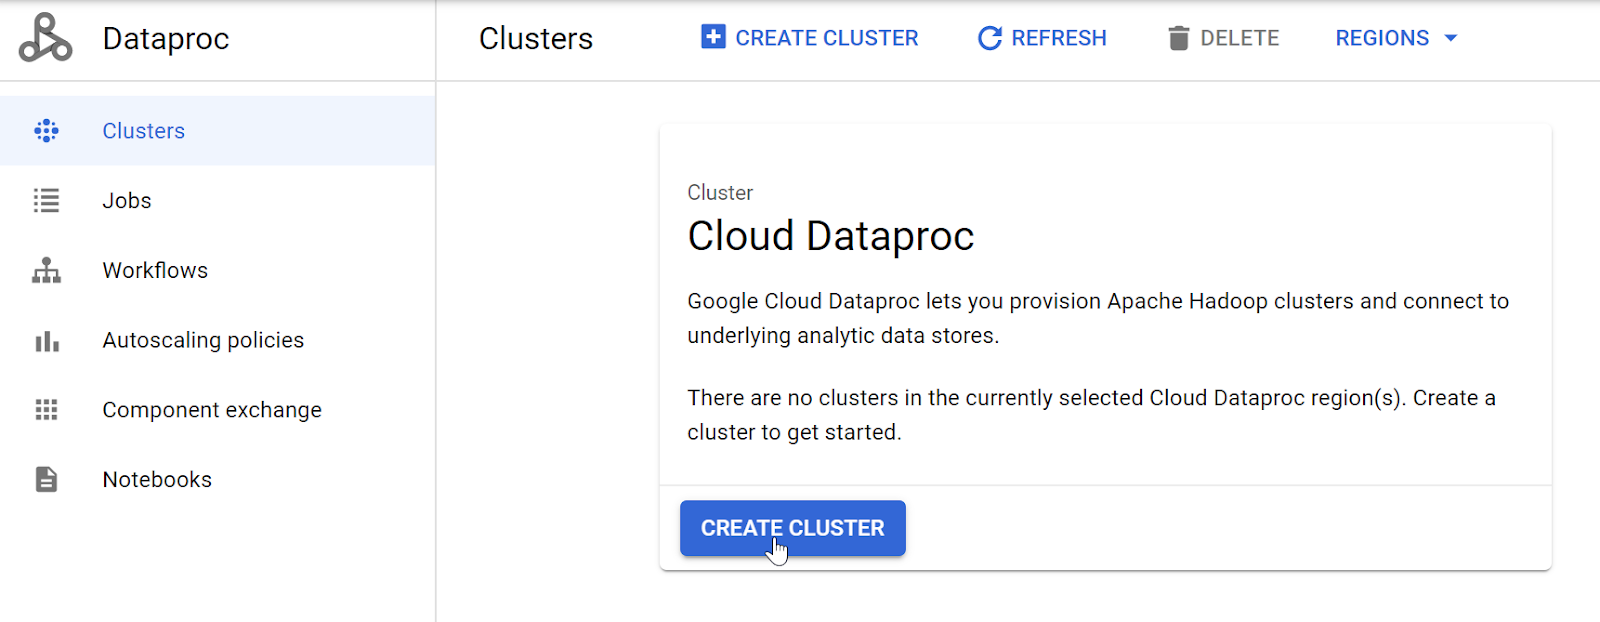 Dataproc
Clusters
CREATE CLUSTER
REFRESH
DELETE
REGIONS
Clusters
Jobs
Workflows
Autoscaling policies
Component exchange
Notebooks
Cluster
Cloud Dataproc
Google Cloud Dataproc lets you provision Apache Hadoop clusters and connect to
underlying analytic data stores.
There are no clusters in the currently selected Cloud Dataproc region(s). Create a
cluster to get started.
CREATE CLUSTER